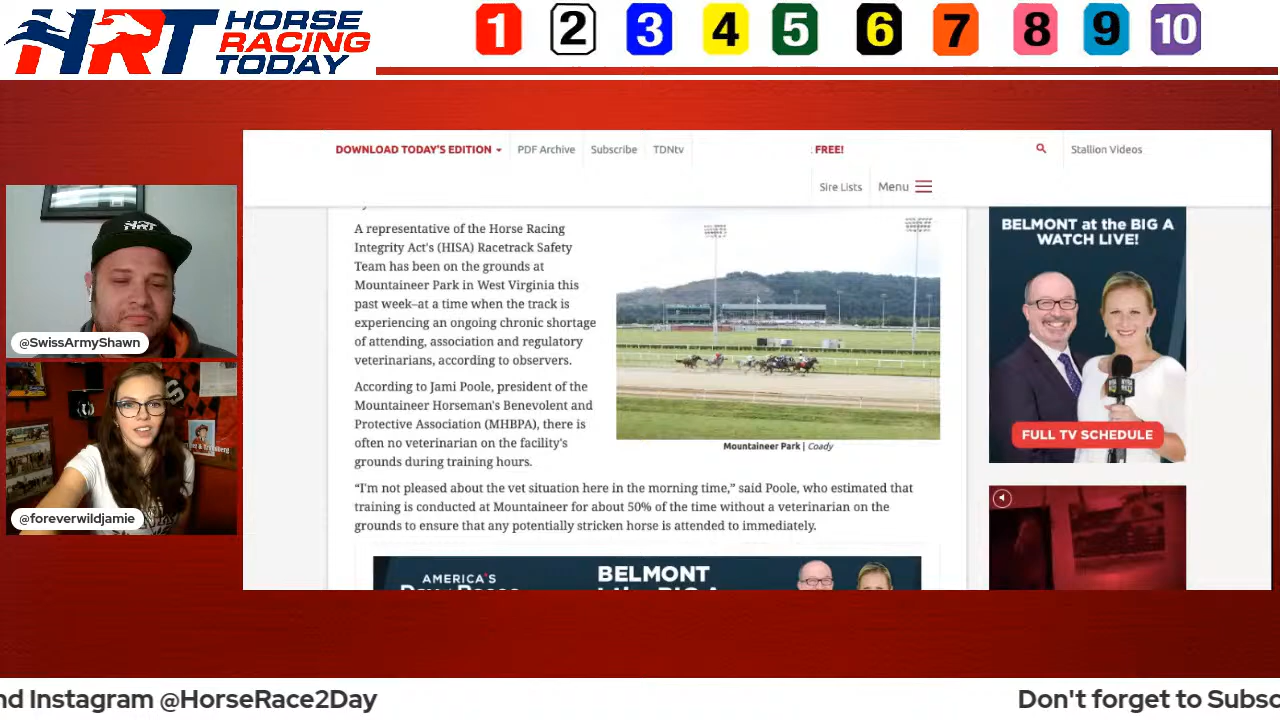 HRT HORSE
RACING
TODAY
1 2 3 4 5 6 7 8 9 10
DOWNLOAD TODAY'S EDITION PDF Archive Subscribe TDNtv : FREE! Stallion Videos
Sire Lists Menu
A representative of the Horse Racing
Integrity Act's (HISA) Racetrack Safety
Team has been on the grounds at
Mountaineer Park in West Virginia this
past week–at a time when the track is
experiencing an ongoing chronic shortage
of attending, association and regulatory
veterinarians, according to observers.
According to Jami Poole, president of the
Mountaineer Horseman's Benevolent and
Protective Association (MHBPA), there is
often no veterinarian on the facility's
grounds during training hours.
Mountaineer Park | Coady
“I'm not pleased about the vet situation here in the morning time,” said Poole, who estimated that
training is conducted at Mountaineer for about 50% of the time without a veterinarian on the
grounds to ensure that any potentially stricken horse is attended to immediately.
AMERICA'S
BELMONT
BELMONT at the BIG A
WATCH LIVE!
FULL TV SCHEDULE
HRT
@SwissArmyShawn
@foreverwildjamie
nd Instagram @HorseRace2Day
Don't forget to Subsc